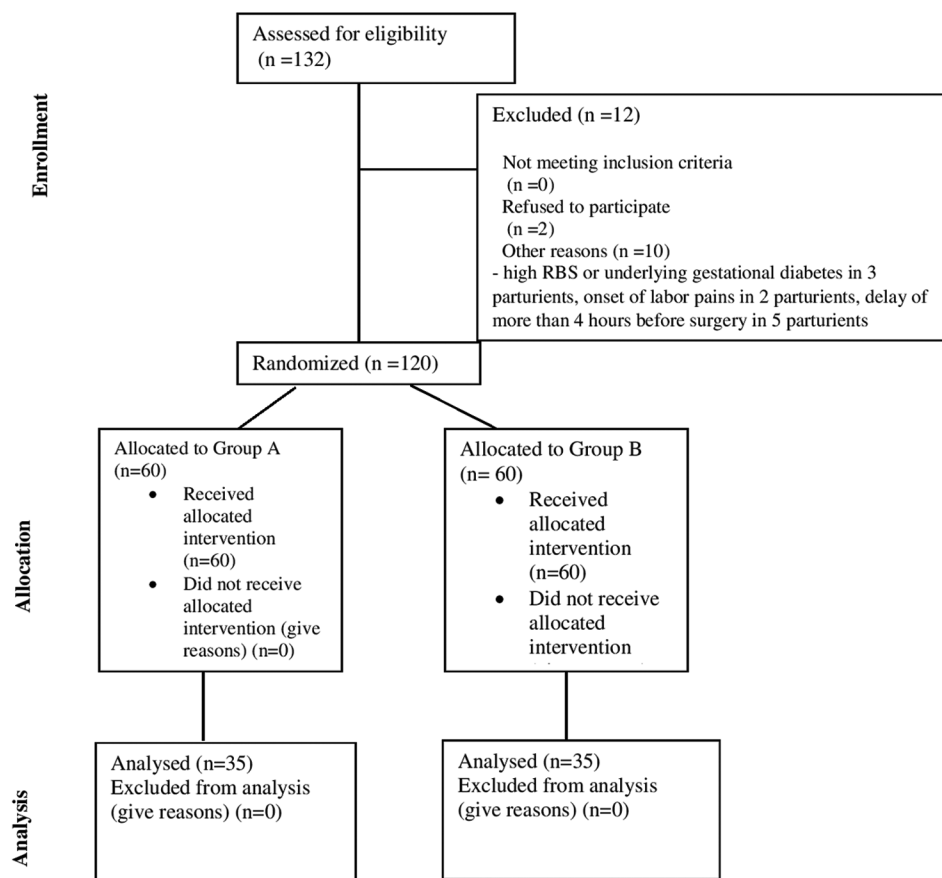 Assessed for eligibility
(n =132)
Enrollment
Excluded (n =12)
Not meeting inclusion criteria
(n =0)
Refused to participate
(n =2)
Other reasons (n =10)
- high RBS or underlying gestational diabetes in 3
parturients, onset of labor pains in 2 parturients, delay of
more than 4 hours before surgery in 5 parturients
Randomized (n =120)
Allocation
Allocated to Group A
(n=60)
• Received
allocated
intervention
(n=60)
• Did not receive
allocated
intervention (give
reasons) (n=0)
Allocated to Group B
(n= 60)
• Received
allocated
intervention
(n=60)
• Did not receive
allocated
intervention
Analysis
Analysed (n=35)
Excluded from analysis
(give reasons) (n=0)
Analysed (n=35)
Excluded from analysis
(give reasons) (n=0)